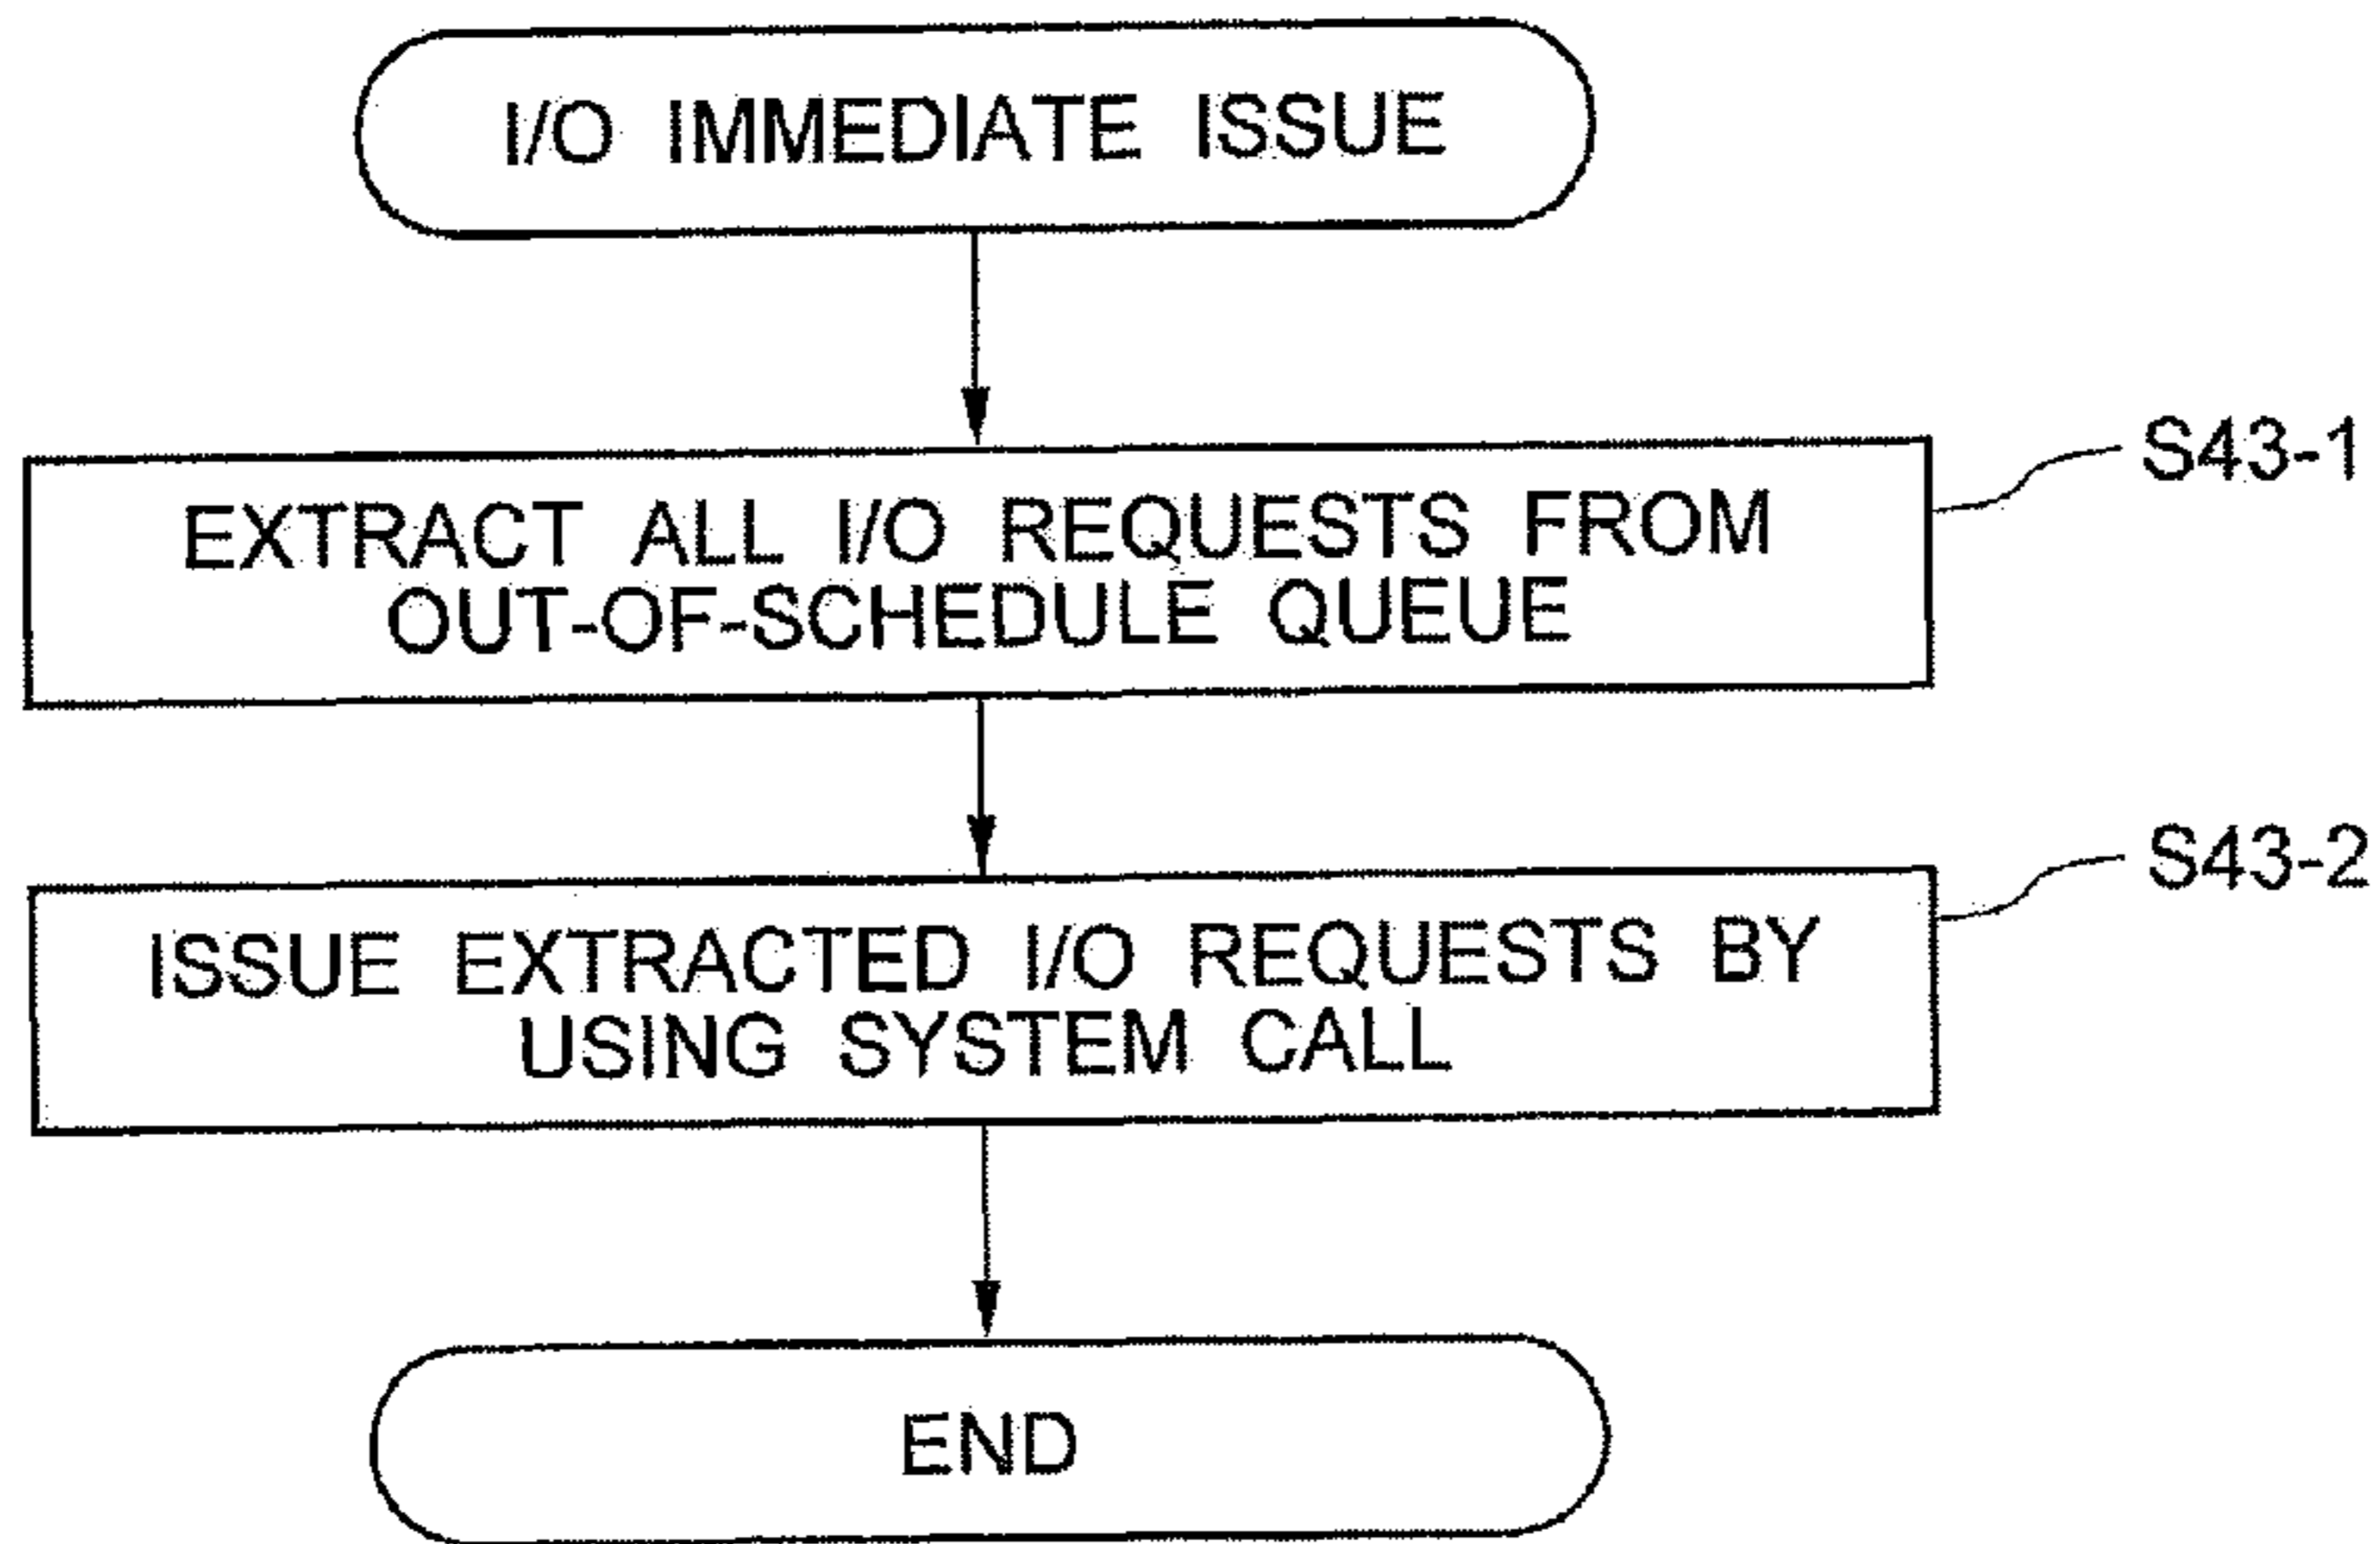 I/O IMMEDIATE ISSUE
S43-1
EXTRACT ALL I/O REQUESTS FROM
OUT-OF-SCHEDULE QUEUE
S43-2
ISSUE EXTRACTED I/O REQUESTS BY
USING SYSTEM CALL
END